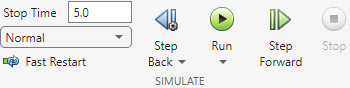 Stop Time 5.0
Normal
Fast Restart
Step Back
Run
Step Forward
Stop
SIMULATE